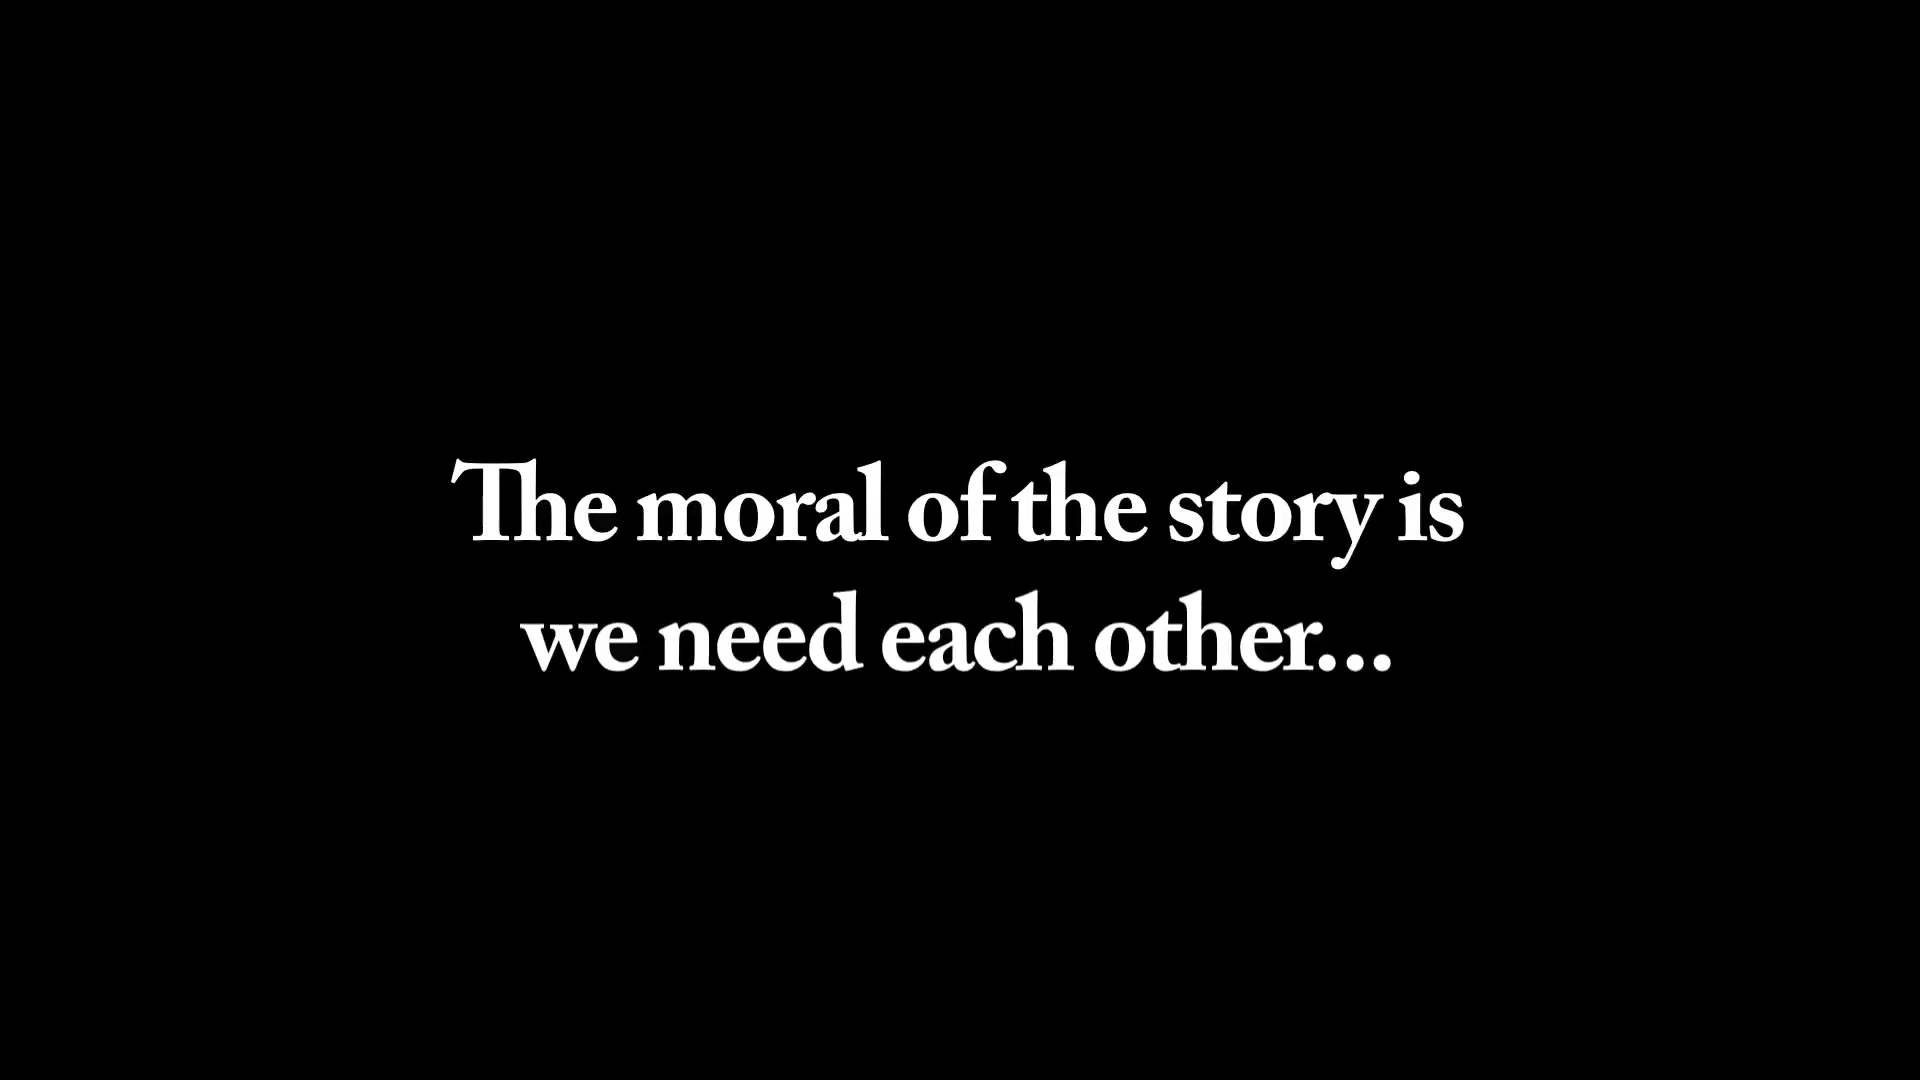 The moral of the story is
we need each other...